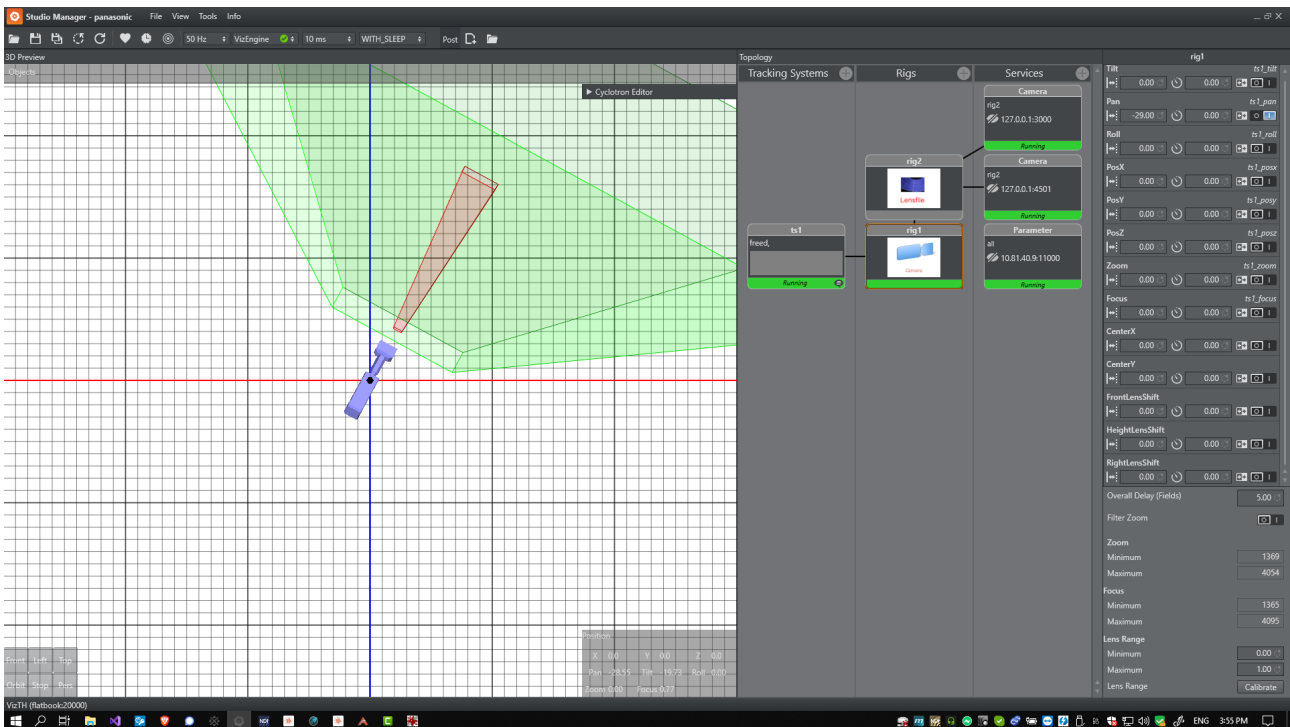 Studio Manager - panasonic File View Tools Info
50 Hz VizEngine 10 ms WITH_SLEEP Post
3D Preview
Objects
Cyclotron Editor
Front Left Top
Orbit Stop Pers
Position
X 0.0 Y 0.0 Z 0.0
Pan -28.55 Tilt -19.73 Roll 0.00
Zoom 0.00 Focus 0.77
Topology
Tracking Systems Rigs Services
ts1
freed,
Running
rig2
Lensfile
rig1
Camera
Camera
rig2
127.0.0.1:3000
Running
Camera
rig2
127.0.0.1:4501
Running
Parameter
all
10.81.40.9:11000
Running
rig1
Tilt ts1_tilt
0.00 0.00
Pan ts1_pan
-29.00 0.00
Roll ts1_roll
0.00 0.00
PosX ts1_posx
0.00 0.00
PosY ts1_posy
0.00 0.00
PosZ ts1_posz
0.00 0.00
Zoom ts1_zoom
0.00 0.00
Focus ts1_focus
0.00 0.00
CenterX
0.00 0.00
CenterY
0.00 0.00
FrontLensShift
0.00 0.00
HeightLensShift
0.00 0.00
RightLensShift
0.00 0.00
Overall Delay (Fields) 5.00
Filter Zoom
Zoom
Minimum 1369
Maximum 4054
Focus
Minimum 1365
Maximum 4095
Lens Range
Minimum 0.00
Maximum 1.00
Lens Range Calibrate
VizTH (flatbook:20000)
ENG 3:55 PM